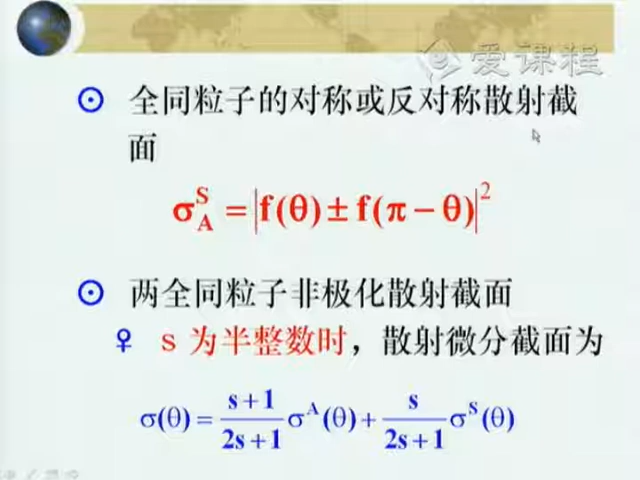 爱课程
⊙ 全同粒子的对称或反对称散射截
面
σ^S_A = |f(θ) ± f(π − θ)|^2
⊙ 两全同粒子非极化散射截面
♀ s 为半整数时，散射微分截面为
σ(θ) = \frac{s+1}{2s+1} σ^A(θ) + \frac{s}{2s+1} σ^S(θ)